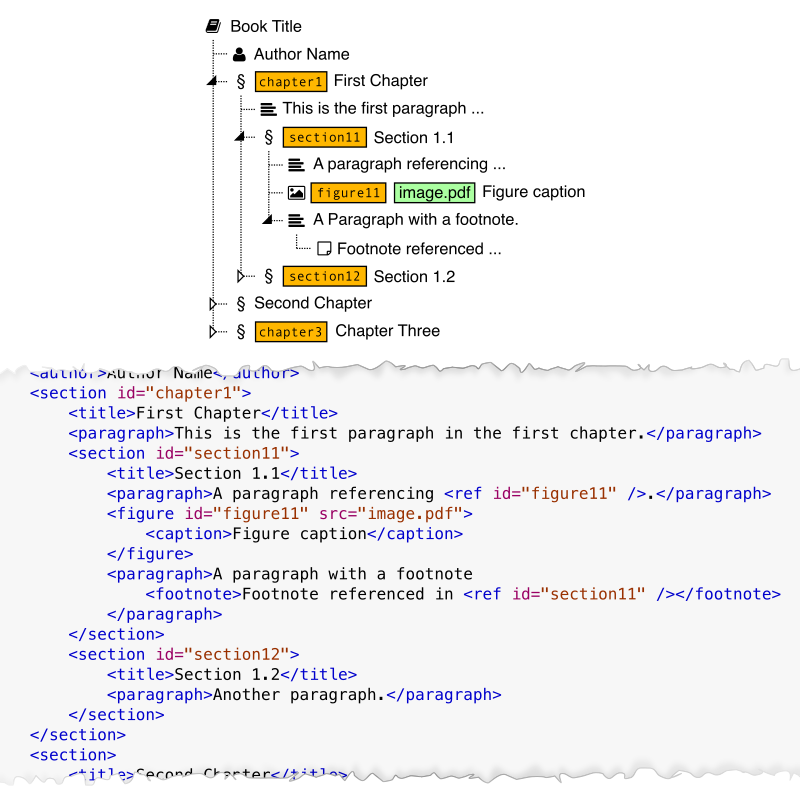 Book Title
Author Name
§ chapter1 First Chapter
This is the first paragraph ...
§ section11 Section 1.1
A paragraph referencing ...
figure11 image.pdf Figure caption
A Paragraph with a footnote.
Footnote referenced ...
§ section12 Section 1.2
§ Second Chapter
§ chapter3 Chapter Three
<author>Author Name</author>
<section id="chapter1">
<title>First Chapter</title>
<paragraph>This is the first paragraph in the first chapter.</paragraph>
<section id="section11">
<title>Section 1.1</title>
<paragraph>A paragraph referencing <ref id="figure11" />.</paragraph>
<figure id="figure11" src="image.pdf">
<caption>Figure caption</caption>
</figure>
<paragraph>A paragraph with a footnote
<footnote>Footnote referenced in <ref id="section11" /></footnote>
</paragraph>
</section>
<section id="section12">
<title>Section 1.2</title>
<paragraph>Another paragraph.</paragraph>
</section>
</section>
<section>
<title>Second Chapter</title>